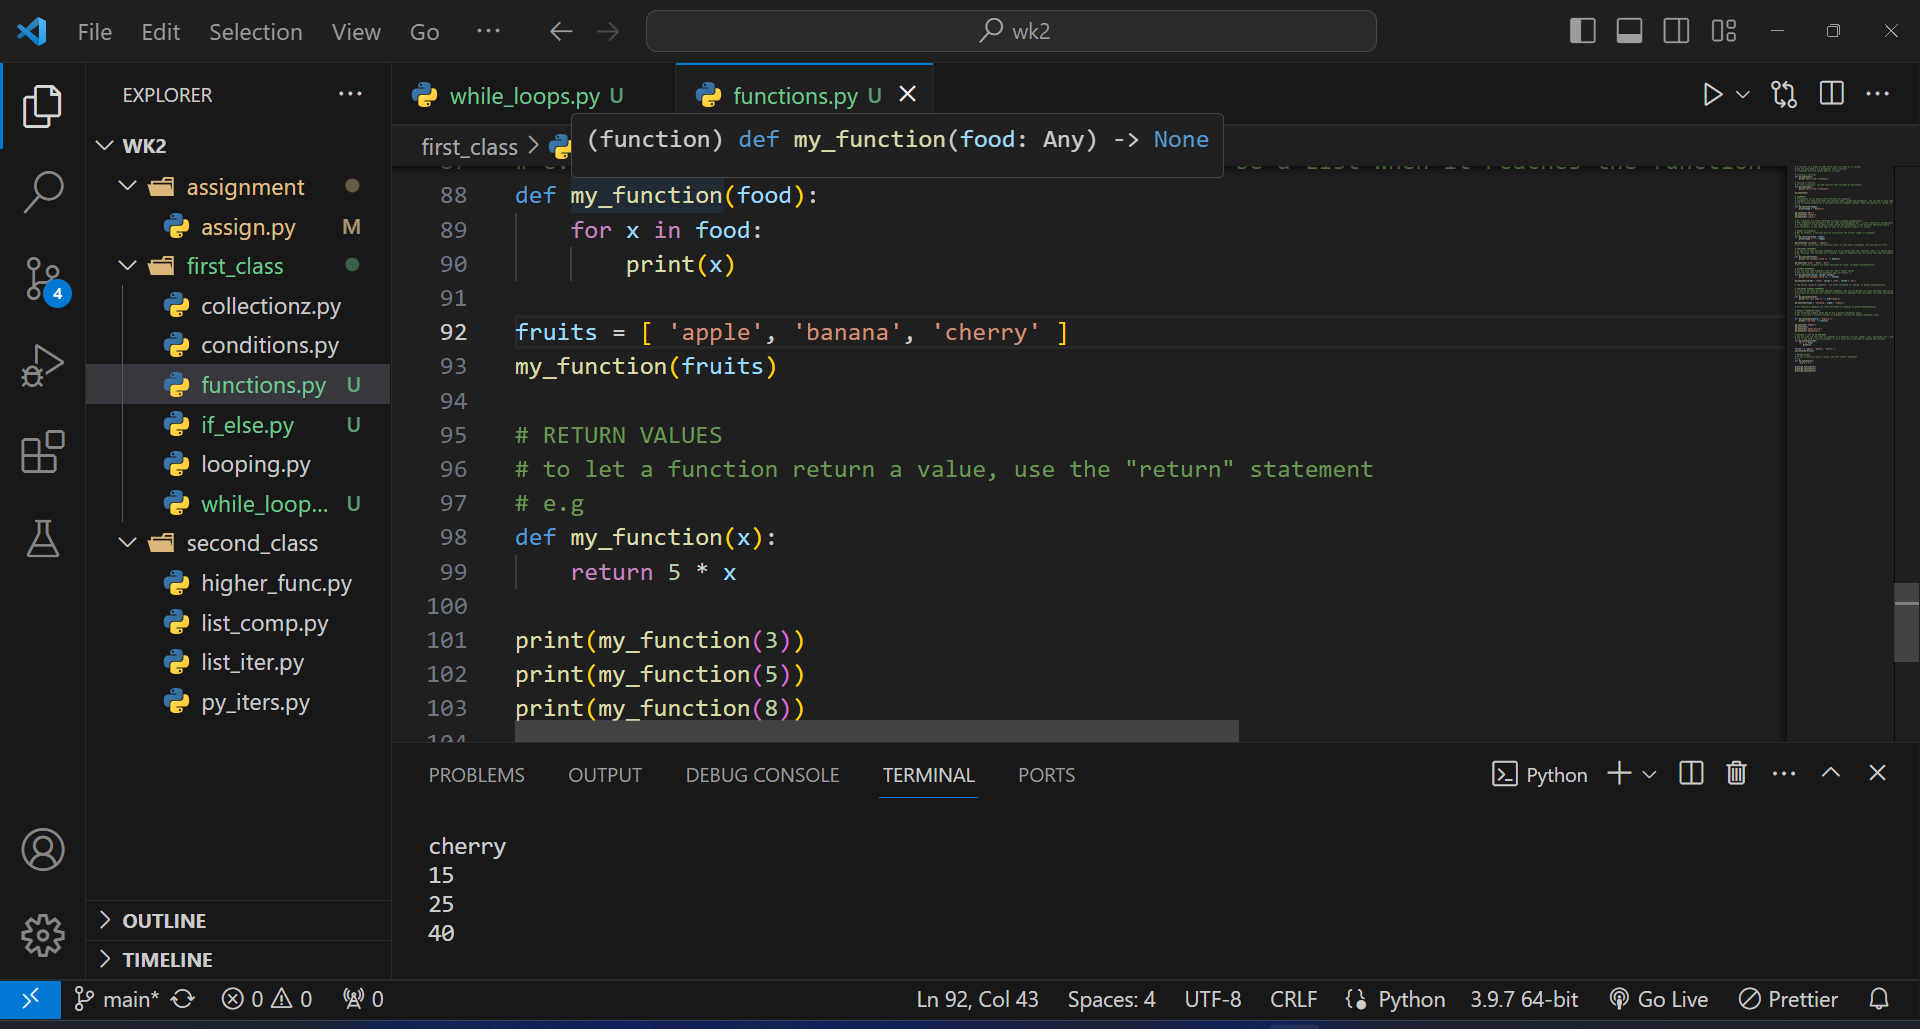 File Edit Selection View Go ··· wk2
EXPLORER ···
WK2
assignment
assign.py M
first_class
collectionz.py
conditions.py
functions.py U
if_else.py U
looping.py
while_loop... U
second_class
higher_func.py
list_comp.py
list_iter.py
py_iters.py
OUTLINE
TIMELINE
4
while_loops.py U functions.py U
first_class >
(function) def my_function(food: Any) -> None
88 def my_function(food):
89     for x in food:
90         print(x)
91
92 fruits = [ 'apple', 'banana', 'cherry' ]
93 my_function(fruits)
94
95 # RETURN VALUES
96 # to let a function return a value, use the "return" statement
97 # e.g
98 def my_function(x):
99     return 5 * x
100
101 print(my_function(3))
102 print(my_function(5))
103 print(my_function(8))
104
PROBLEMS OUTPUT DEBUG CONSOLE TERMINAL PORTS Python
cherry
15
25
40
main* 0 0 0 Ln 92, Col 43 Spaces: 4 UTF-8 CRLF Python 3.9.7 64-bit Go Live Prettier